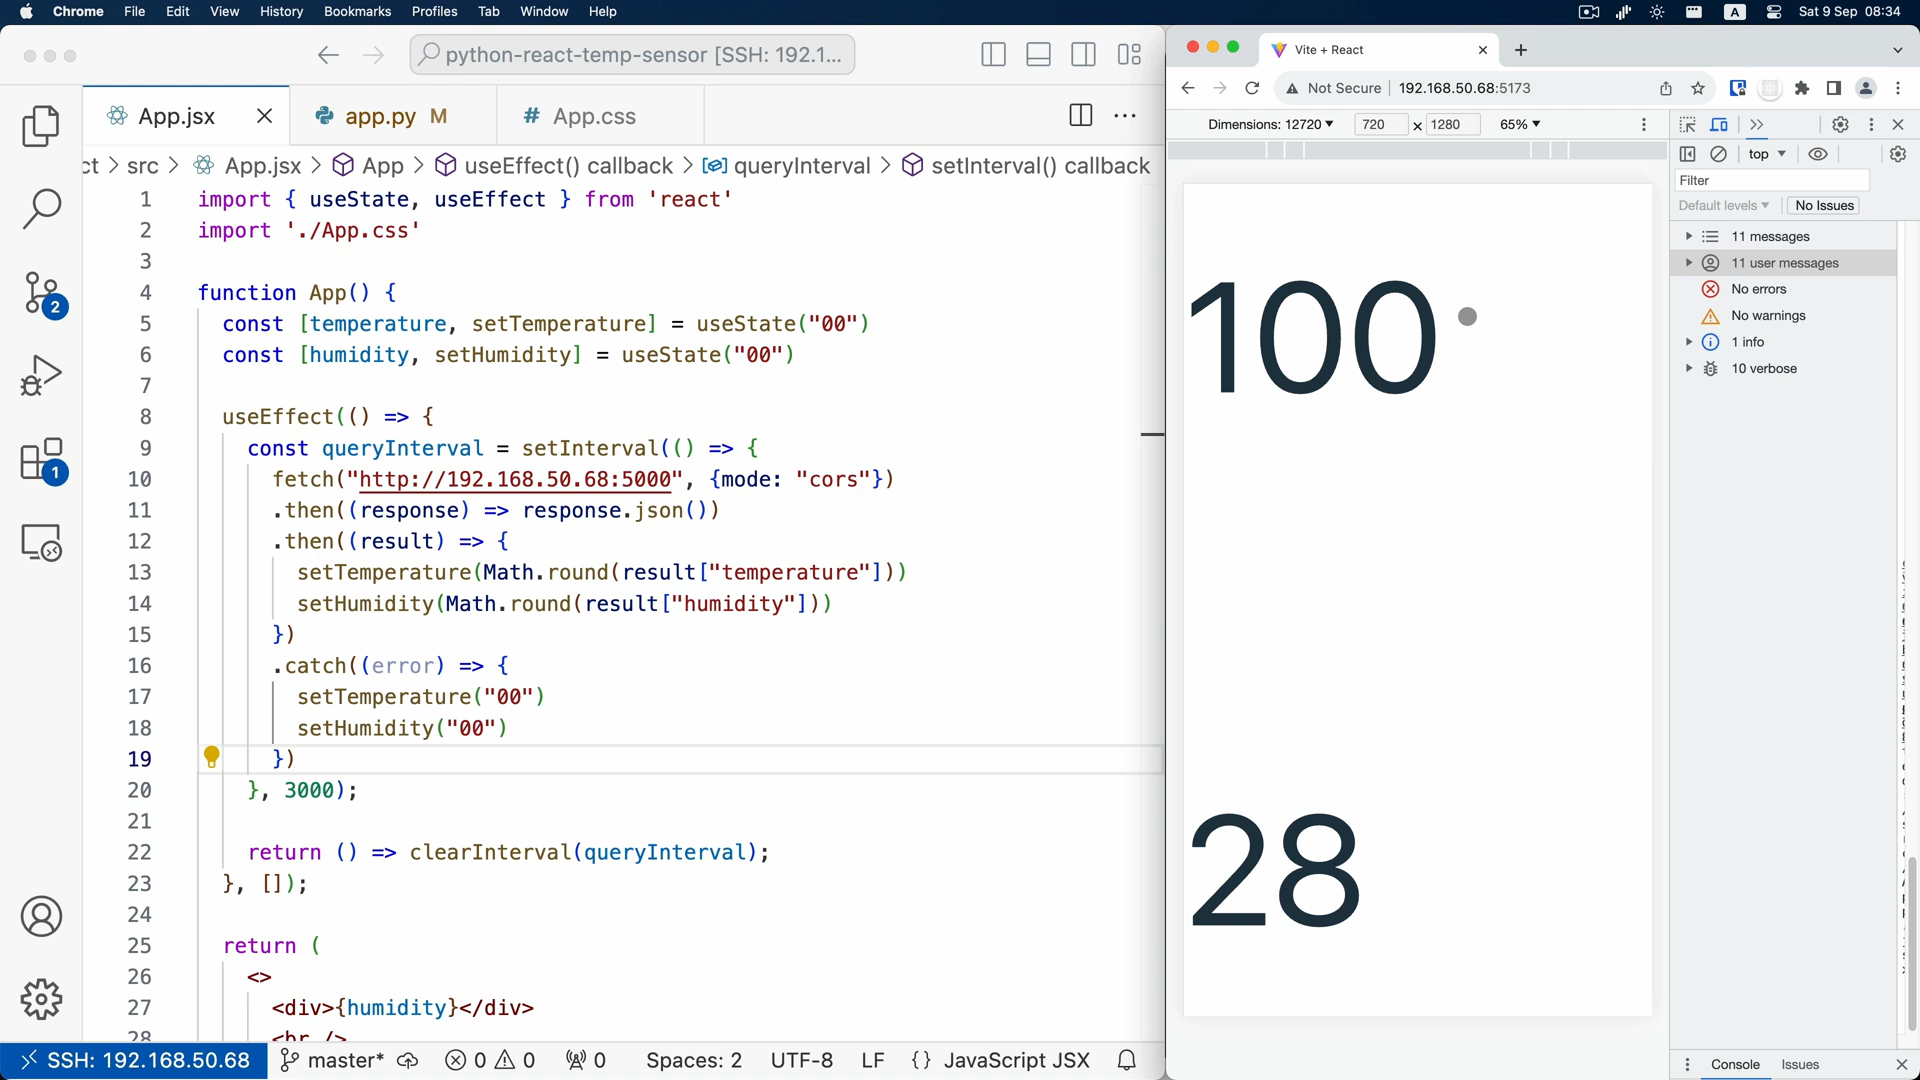 Chrome File Edit View History Bookmarks Profiles Tab Window Help
A Sat 9 Sep 08:34
python-react-temp-sensor [SSH: 192.1...
App.jsx
app.py M
# App.css
ct > src > App.jsx > App > useEffect() callback > queryInterval > setInterval() callback
1 import { useState, useEffect } from 'react'
2 import './App.css'
3
4 function App() {
5 const [temperature, setTemperature] = useState("00")
6 const [humidity, setHumidity] = useState("00")
7
8 useEffect(() => {
9 const queryInterval = setInterval(() => {
10 fetch("http://192.168.50.68:5000", {mode: "cors"})
11 .then((response) => response.json())
12 .then((result) => {
13 setTemperature(Math.round(result["temperature"]))
14 setHumidity(Math.round(result["humidity"]))
15 })
16 .catch((error) => {
17 setTemperature("00")
18 setHumidity("00")
19 })
20 }, 3000);
21
22 return () => clearInterval(queryInterval);
23 }, []);
24
25 return (
26 <>
27 <div>{humidity}</div>
28 <br />
2
1
SSH: 192.168.50.68 master* 0 0 0 Spaces: 2 UTF-8 LF {} JavaScript JSX
Vite + React
Not Secure 192.168.50.68:5173
Dimensions: 12720 720 x 1280 65%
100
28
top
Filter
Default levels No Issues
11 messages
11 user messages
No errors
No warnings
1 info
10 verbose
Console Issues